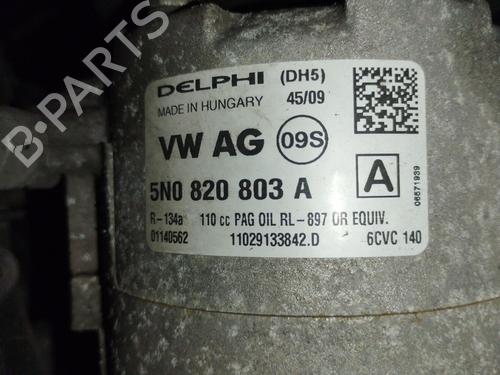 DELPHI (DH5)
MADE IN HUNGARY 45/09
VW AG 09S
5N0 820 803 A A
R-134a 110 cc PAG OIL RL-897 OR EQUIV.
01140562 11029133842.D 6CVC 140
06571939
B-PARTS